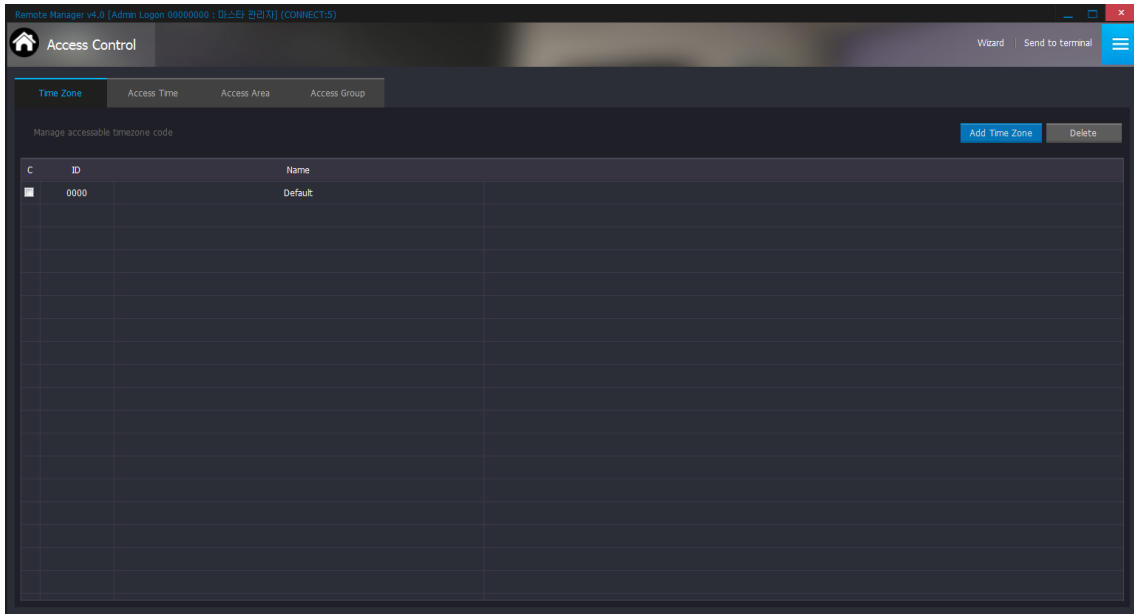 Remote Manager v4.0 [Admin Logon 00000000 : 마스타 관리자] (CONNECT:5)
Access Control
Wizard | Send to terminal
Time Zone Access Time Access Area Access Group
Manage accessable timezone code
Add Time Zone Delete
C ID Name
0000 Default